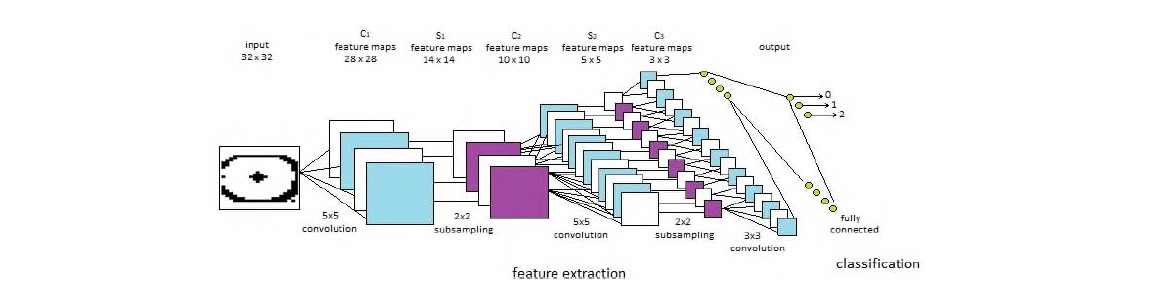 input
32 x 32
C1
feature maps
28 x 28
S1
feature maps
14 x 14
C2
feature maps
10 x 10
S2
feature maps
5 x 5
C3
feature maps
3 x 3
output
0
1
2
5x5
convolution
2x2
subsampling
5x5
convolution
2x2
subsampling
3x3
convolution
fully
connected
feature extraction
classification